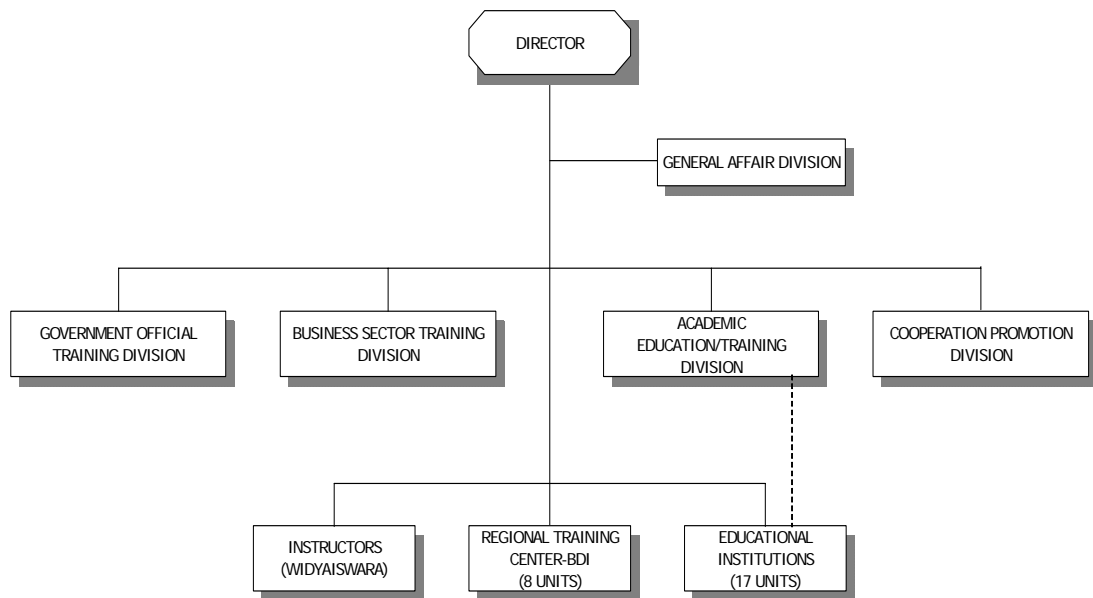 DIRECTOR
GENERAL AFFAIR DIVISION
GOVERNMENT OFFICIAL
TRAINING DIVISION
BUSINESS SECTOR TRAINING
DIVISION
ACADEMIC
EDUCATION/TRAINING
DIVISION
COOPERATION PROMOTION
DIVISION
INSTRUCTORS
(WIDYAISWARA)
REGIONAL TRAINING
CENTER-BDI
(8 UNITS)
EDUCATIONAL
INSTITUTIONS
(17 UNITS)